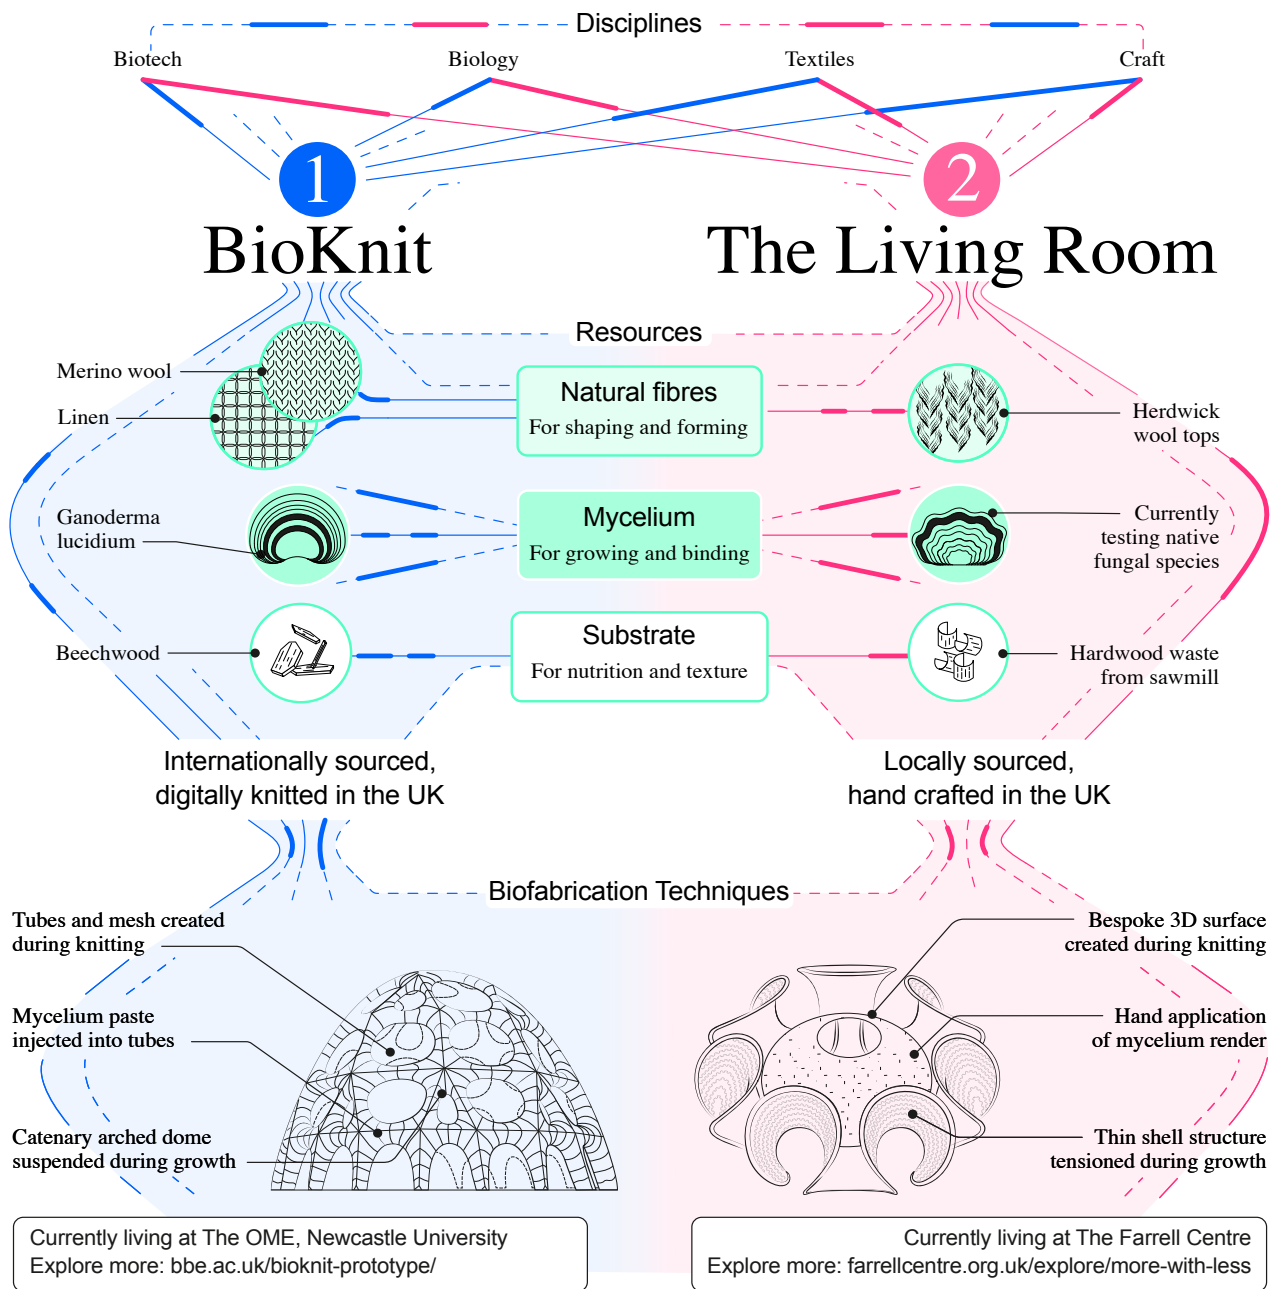 Disciplines
Biotech
Biology
Textiles
Craft
1
2
BioKnit
The Living Room
Resources
Merino wool
Linen
Natural fibres
For shaping and forming
Herdwick
wool tops
Ganoderma
lucidium
Mycelium
For growing and binding
Currently
testing native
fungal species
Beechwood
Substrate
For nutrition and texture
Hardwood waste
from sawmill
Internationally sourced,
digitally knitted in the UK
Locally sourced,
hand crafted in the UK
Biofabrication Techniques
Tubes and mesh created
during knitting
Mycelium paste
injected into tubes
Catenary arched dome
suspended during growth
Bespoke 3D surface
created during knitting
Hand application
of mycelium render
Thin shell structure
tensioned during growth
Currently living at The OME, Newcastle University
Explore more: bbe.ac.uk/bioknit-prototype/
Currently living at The Farrell Centre
Explore more: farrellcentre.org.uk/explore/more-with-less